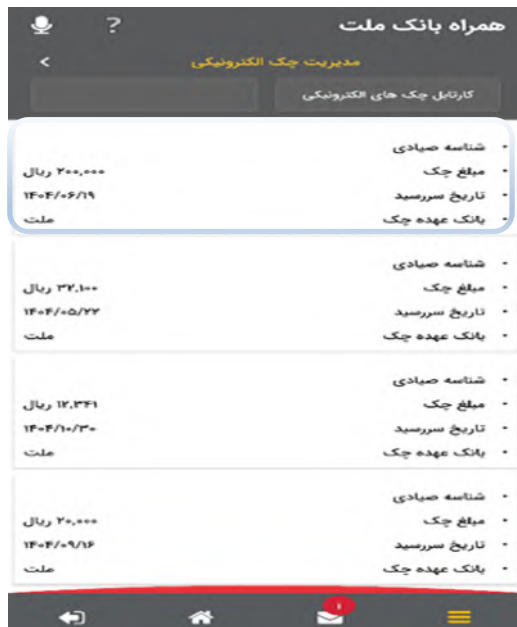 همراه بانک ملت
?
مدیریت چک الکترونیکی
کارتابل چک های الکترونیکی
• شناسه صیادی
• مبلغ چک ۲۰۰,۰۰۰ ریال
• تاریخ سررسید ۱۴۰۴/۰۶/۱۹
• بانک عهده چک ملت
• شناسه صیادی
• مبلغ چک ۳۲,۱۰۰ ریال
• تاریخ سررسید ۱۴۰۴/۰۵/۲۲
• بانک عهده چک ملت
• شناسه صیادی
• مبلغ چک ۱۲,۳۴۱ ریال
• تاریخ سررسید ۱۴۰۴/۱۰/۳۰
• بانک عهده چک ملت
• شناسه صیادی
• مبلغ چک ۲۰,۰۰۰ ریال
• تاریخ سررسید ۱۴۰۴/۰۹/۱۶
• بانک عهده چک ملت
۱